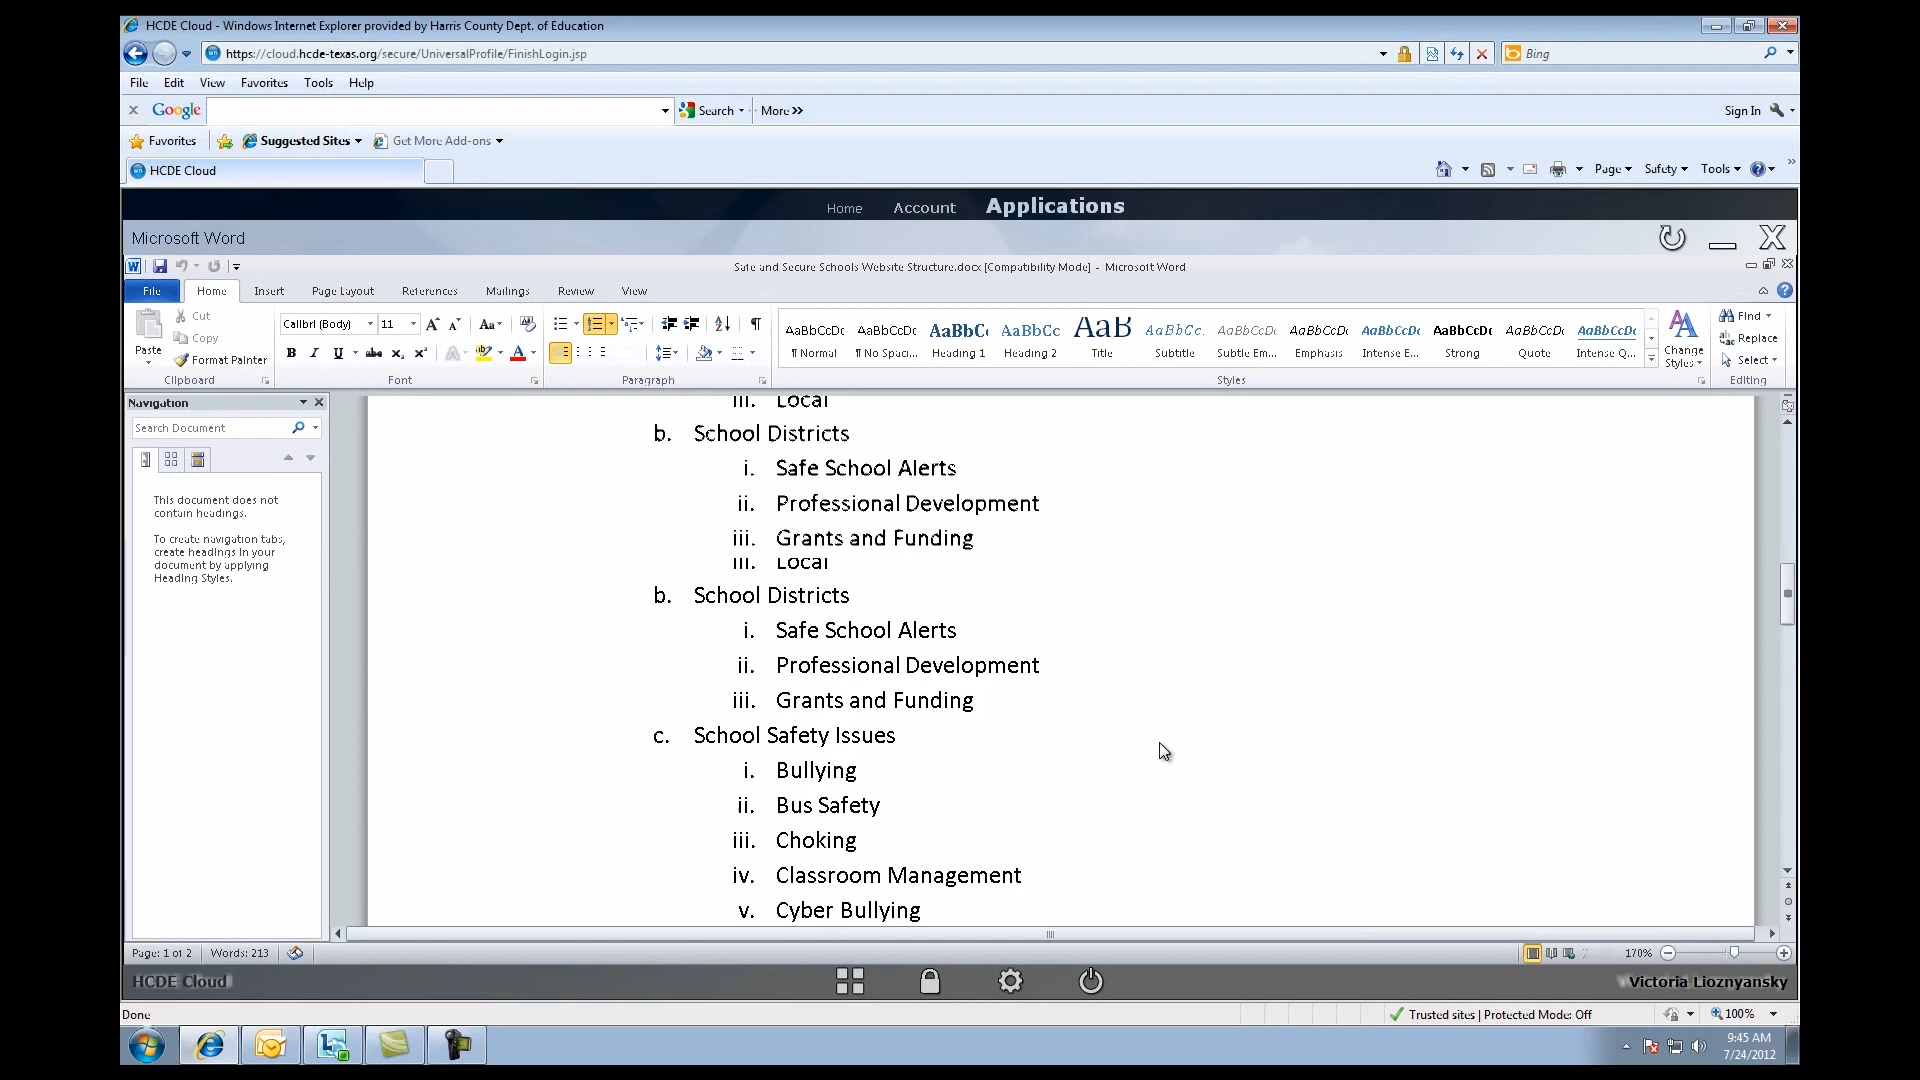 HCDE Cloud - Windows Internet Explorer provided by Harris County Dept. of Education
https://cloud.hcde-texas.org/secure/UniversalProfile/FinishLogin.jsp
Bing
File Edit View Favorites Tools Help
Google Search More >> Sign In
Favorites Suggested Sites Get More Add-ons
HCDE Cloud Page Safety Tools
Home Account Applications
Microsoft Word
Safe and Secure Schools Website Structure.docx [Compatibility Mode] - Microsoft Word
File Home Insert Page Layout References Mailings Review View
Paste Cut Copy Format Painter
Clipboard
Calibri (Body) 11
Font
Paragraph
AaBbCcDc AaBbCcDc AaBbC AaBbCc AaB AaBbCc. AaBbCcDc AaBbCcDc AaBbCcDc AaBbCcDc AaBbCcDc AaBbCcDc
¶ Normal ¶ No Spaci... Heading 1 Heading 2 Title Subtitle Subtle Em... Emphasis Intense E... Strong Quote Intense Q...
Styles
Change Styles
Find Replace Select
Editing
Navigation
Search Document
This document does not
contain headings.
To create navigation tabs,
create headings in your
document by applying
Heading Styles.
iii. Local
b. School Districts
i. Safe School Alerts
ii. Professional Development
iii. Grants and Funding
iii. Local
b. School Districts
i. Safe School Alerts
ii. Professional Development
iii. Grants and Funding
c. School Safety Issues
i. Bullying
ii. Bus Safety
iii. Choking
iv. Classroom Management
v. Cyber Bullying
Page: 1 of 2 Words: 213 170%
HCDE Cloud Victoria Lioznyansky
Done Trusted sites | Protected Mode: Off 100%
9:45 AM
7/24/2012